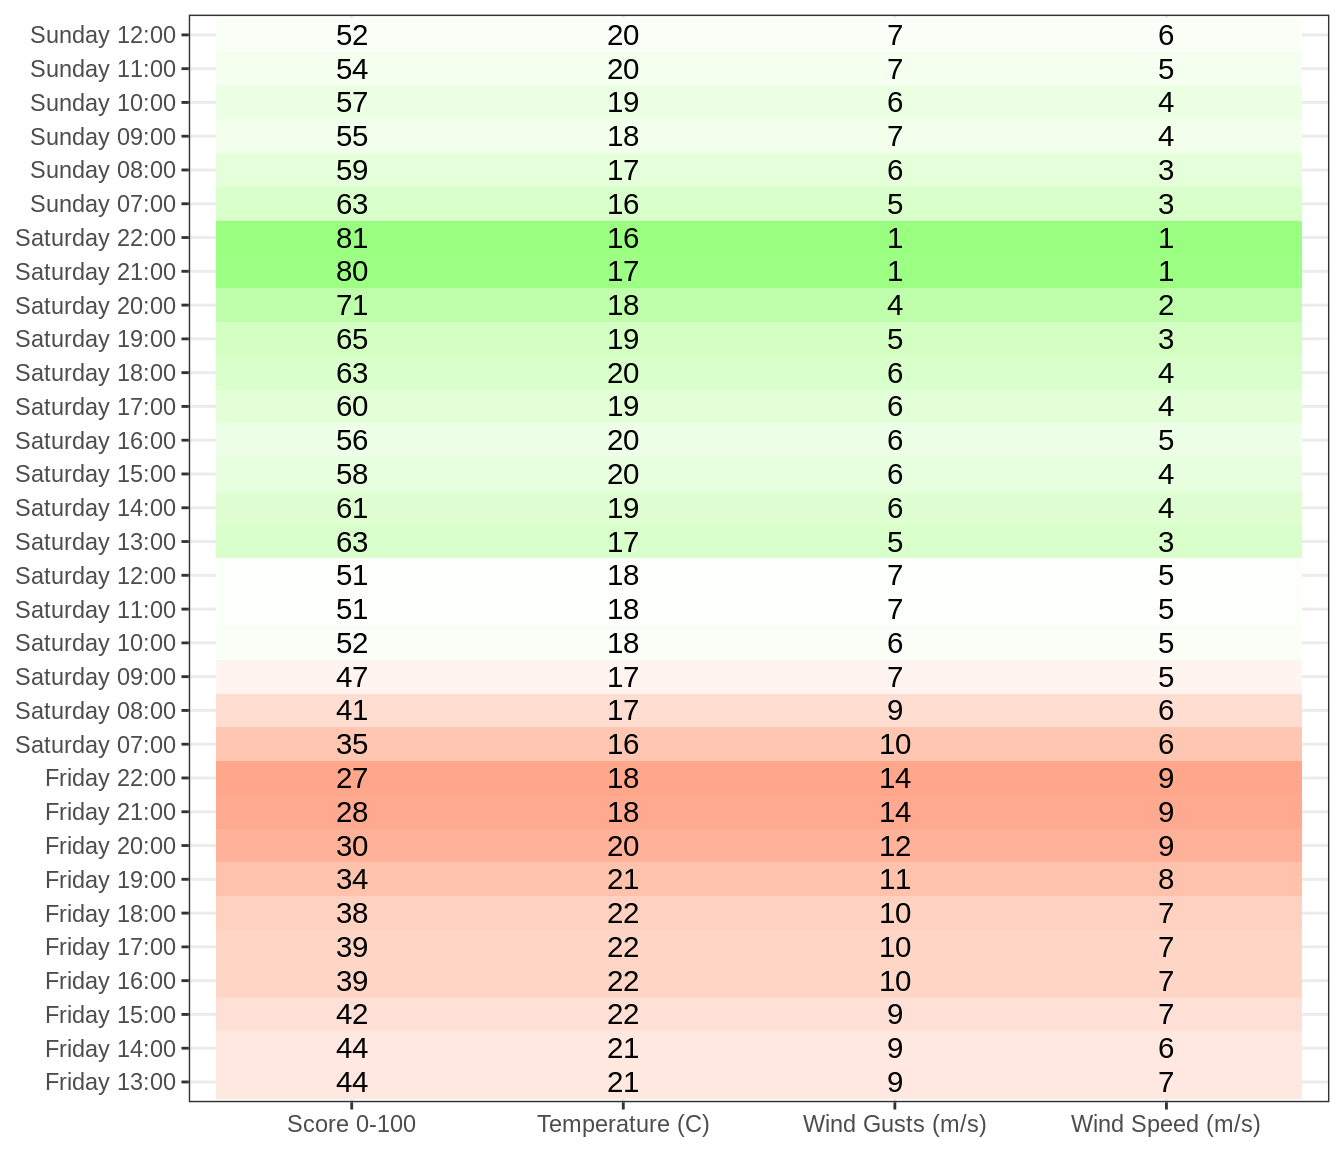 Sunday 12:00 52 20 7 6
Sunday 11:00 54 20 7 5
Sunday 10:00 57 19 6 4
Sunday 09:00 55 18 7 4
Sunday 08:00 59 17 6 3
Sunday 07:00 63 16 5 3
Saturday 22:00 81 16 1 1
Saturday 21:00 80 17 1 1
Saturday 20:00 71 18 4 2
Saturday 19:00 65 19 5 3
Saturday 18:00 63 20 6 4
Saturday 17:00 60 19 6 4
Saturday 16:00 56 20 6 5
Saturday 15:00 58 20 6 4
Saturday 14:00 61 19 6 4
Saturday 13:00 63 17 5 3
Saturday 12:00 51 18 7 5
Saturday 11:00 51 18 7 5
Saturday 10:00 52 18 6 5
Saturday 09:00 47 17 7 5
Saturday 08:00 41 17 9 6
Saturday 07:00 35 16 10 6
Friday 22:00 27 18 14 9
Friday 21:00 28 18 14 9
Friday 20:00 30 20 12 9
Friday 19:00 34 21 11 8
Friday 18:00 38 22 10 7
Friday 17:00 39 22 10 7
Friday 16:00 39 22 10 7
Friday 15:00 42 22 9 7
Friday 14:00 44 21 9 6
Friday 13:00 44 21 9 7
Score 0-100 Temperature (C) Wind Gusts (m/s) Wind Speed (m/s)